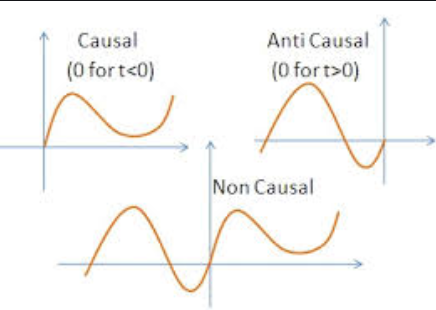 Causal
(0 for t<0)
Anti Causal
(0 for t>0)
Non Causal